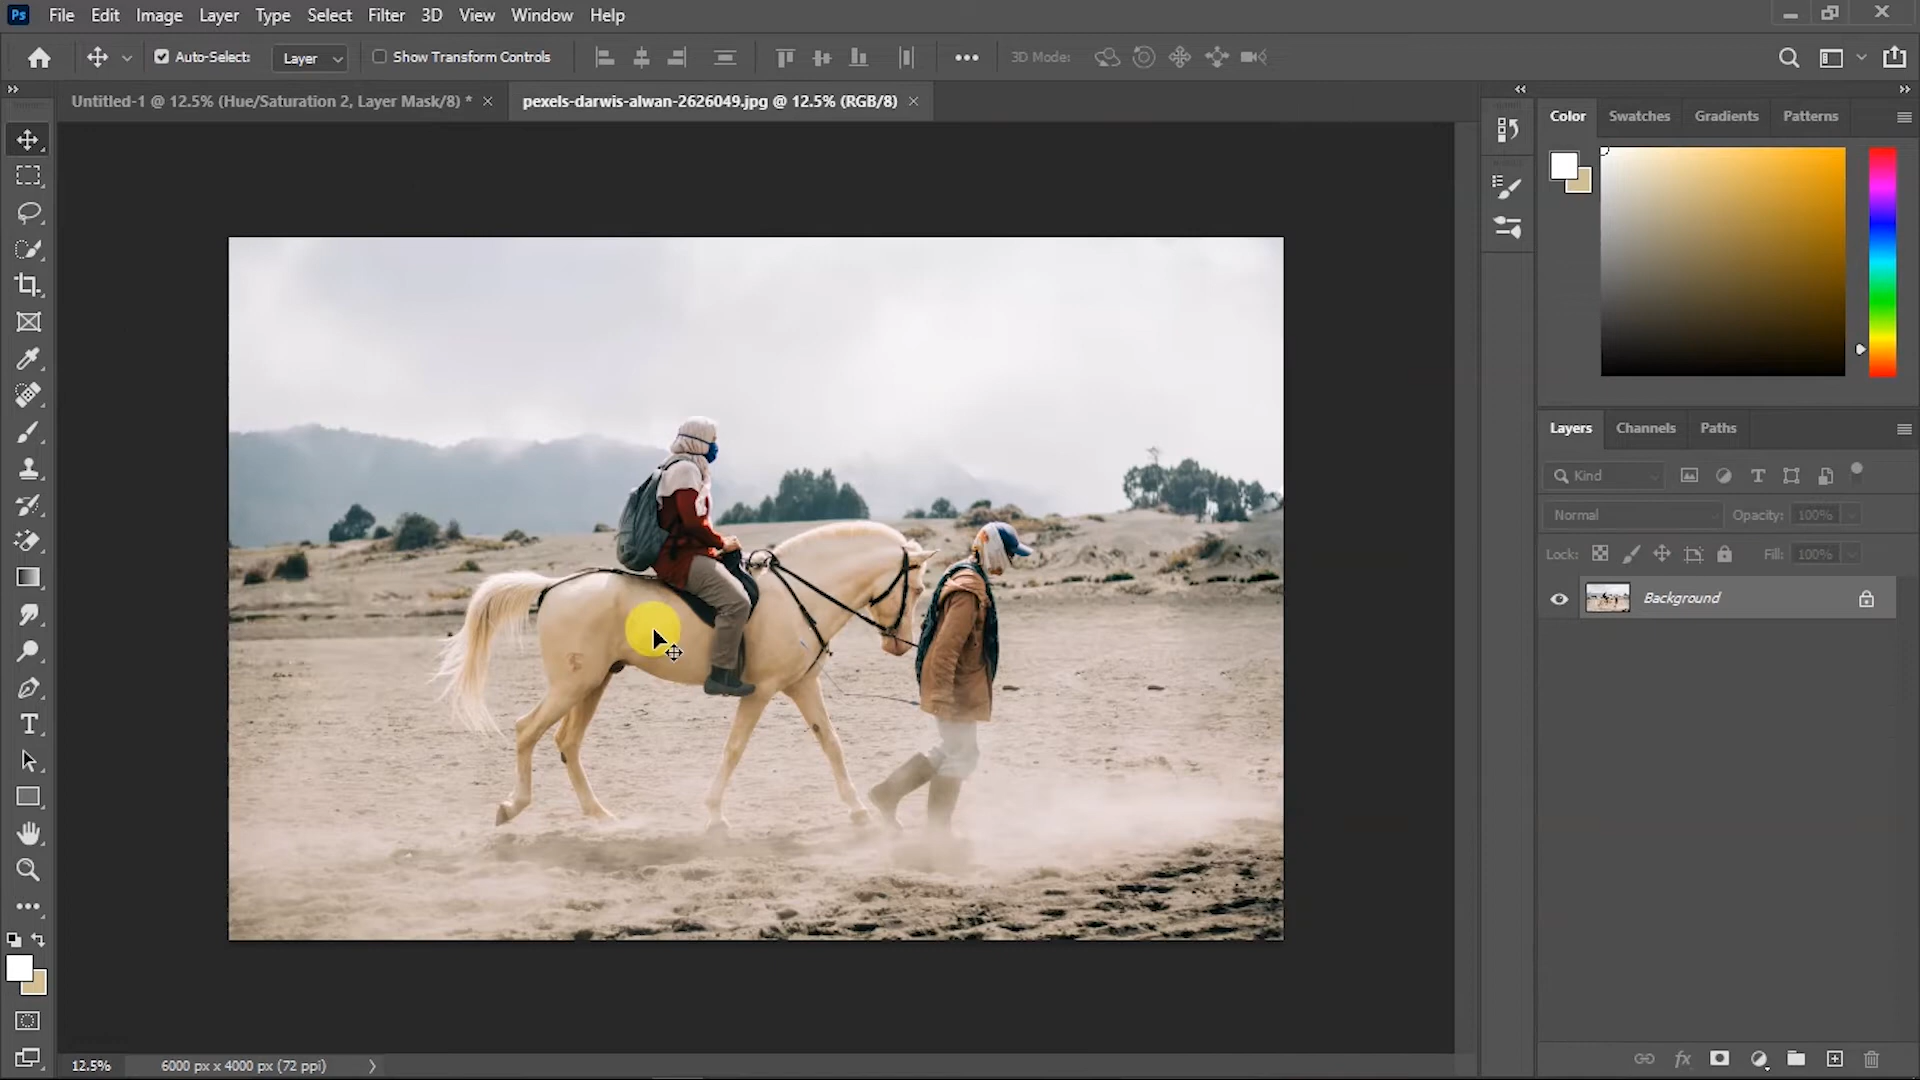 Ps File Edit Image Layer Type Select Filter 3D View Window Help
Auto-Select: Layer Show Transform Controls 3D Mode:
Untitled-1 @ 12.5% (Hue/Saturation 2, Layer Mask/8) * pexels-darwis-alwan-2626049.jpg @ 12.5% (RGB/8)
Color Swatches Gradients Patterns
Layers Channels Paths
Kind
Normal Opacity: 100%
Lock: Fill: 100%
Background
fx
12.5% 6000 px x 4000 px (72 ppi)